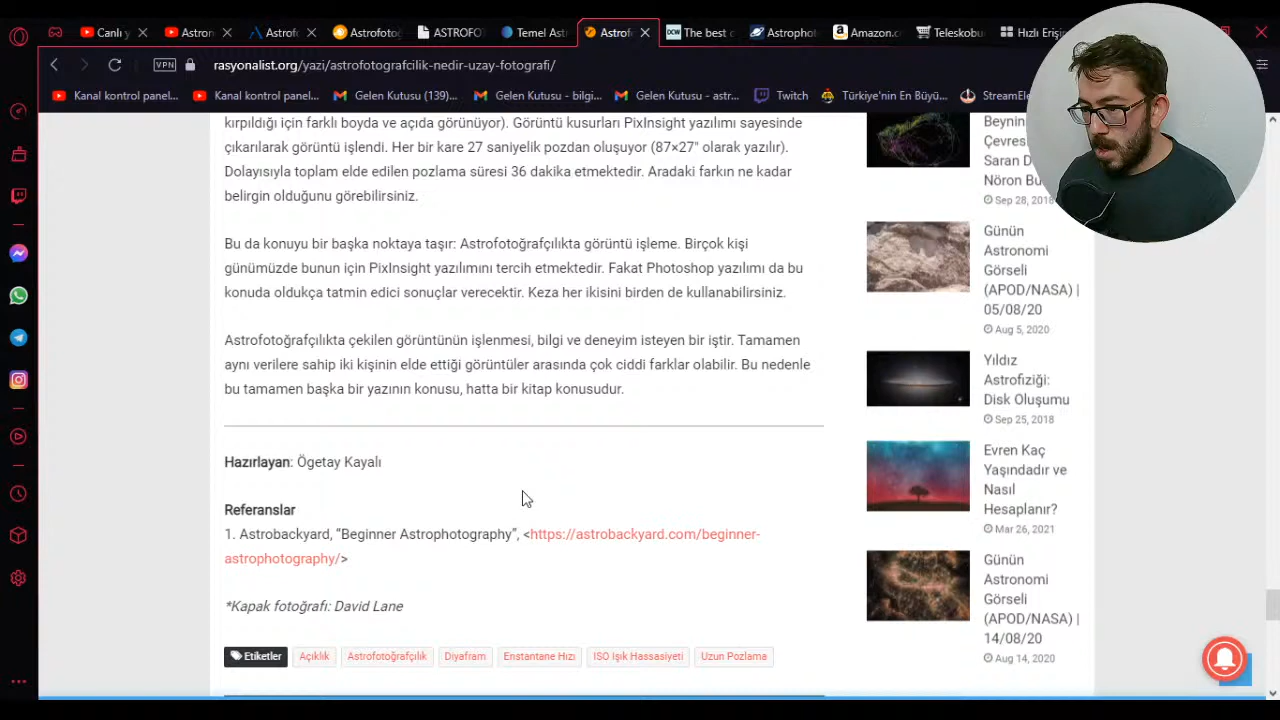 Canlı y
Astron
Astrofo
Astrofotoğ
ASTROFO
Temel Ast
Astrof
The best c
Astrophot
Amazon.c
Teleskobu
Hızlı Erişin
VPN
rasyonalist.org/yazi/astrofotografcilik-nedir-uzay-fotografi/
Kanal kontrol panel...
Kanal kontrol panel...
Gelen Kutusu (139)...
Gelen Kutusu - bilgi...
Gelen Kutusu - astr...
Twitch
Türkiye'nin En Büyü...
StreamEle
kırpıldığı için farklı boyda ve açıda görünüyor). Görüntü kusurları PixInsight yazılımı sayesinde
çıkarılarak görüntü işlendi. Her bir kare 27 saniyelik pozdan oluşuyor (87×27" olarak yazılır).
Dolayısıyla toplam elde edilen pozlama süresi 36 dakika etmektedir. Aradaki farkın ne kadar
belirgin olduğunu görebilirsiniz.
Bu da konuyu bir başka noktaya taşır: Astrofotoğrafçılıkta görüntü işleme. Birçok kişi
günümüzde bunun için PixInsight yazılımını tercih etmektedir. Fakat Photoshop yazılımı da bu
konuda oldukça tatmin edici sonuçlar verecektir. Keza her ikisini birden de kullanabilirsiniz.
Astrofotoğrafçılıkta çekilen görüntünün işlenmesi, bilgi ve deneyim isteyen bir iştir. Tamamen
aynı verilere sahip iki kişinin elde ettiği görüntüler arasında çok ciddi farklar olabilir. Bu nedenle
bu tamamen başka bir yazının konusu, hatta bir kitap konusudur.
Hazırlayan: Ögetay Kayalı
Referanslar
1. Astrobackyard, “Beginner Astrophotography”, <https://astrobackyard.com/beginner-
astrophotography/>
*Kapak fotoğrafı: David Lane
Etiketler
Açıklık
Astrofotoğrafçılık
Diyafram
Enstantane Hızı
ISO Işık Hassasiyeti
Uzun Pozlama
Beynin
Çevres
Saran D
Nöron Bu
Sep 28, 2018
Günün
Astronomi
Görseli
(APOD/NASA) |
05/08/20
Aug 5, 2020
Yıldız
Astrofiziği:
Disk Oluşumu
Sep 25, 2018
Evren Kaç
Yaşındadır ve
Nasıl
Hesaplanır?
Mar 26, 2021
Günün
Astronomi
Görseli
(APOD/NASA) |
14/08/20
Aug 14, 2020